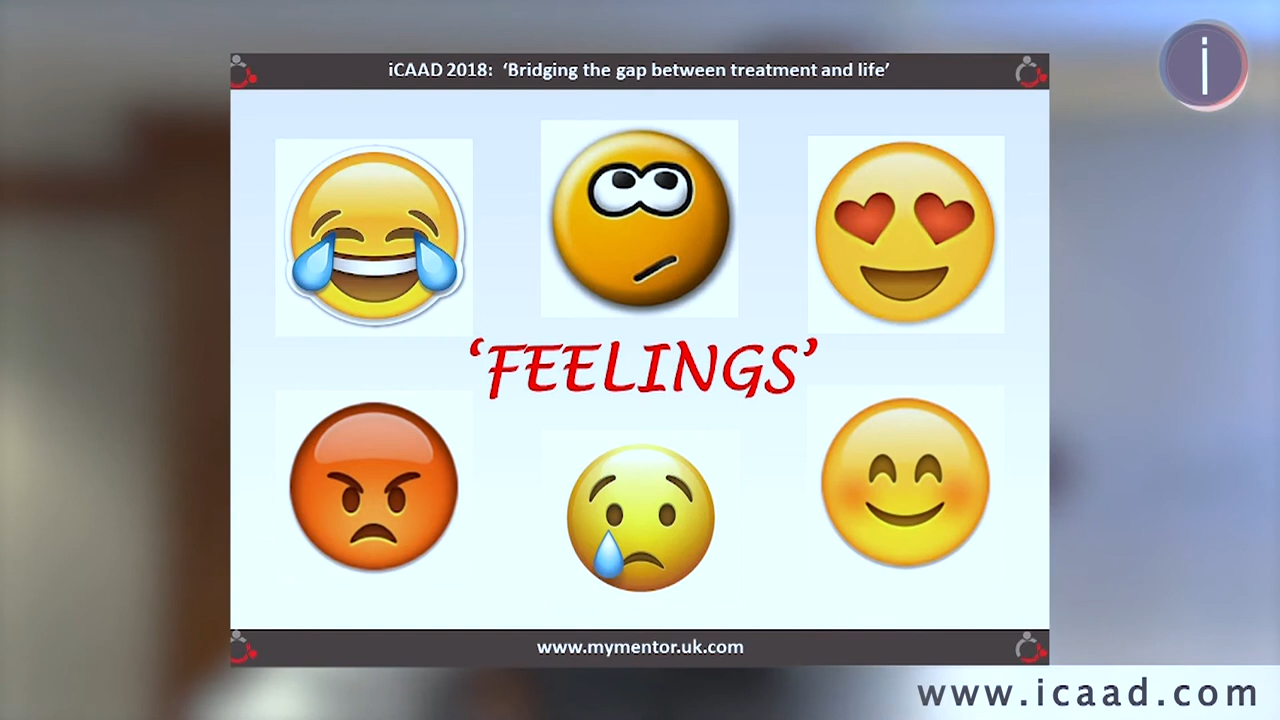 iCAAD 2018:  ‘Bridging the gap between treatment and life’
i
‘FEELINGS’
www.mymentor.uk.com
www.icaad.com